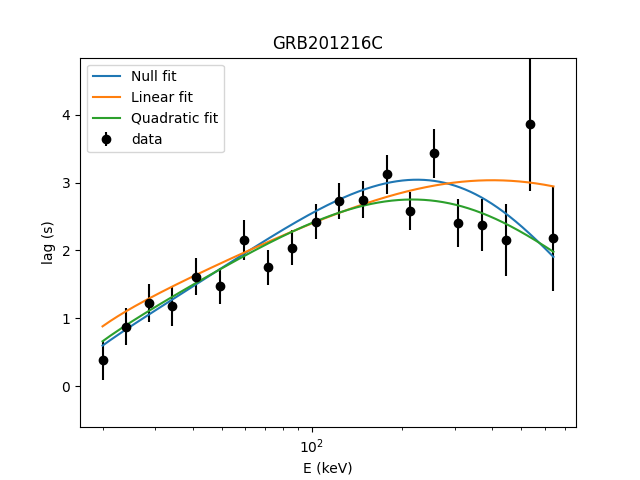 GRB201216C
Null fit
Linear fit
Quadratic fit
data
lag (s)
4
3
2
1
0
10²
E (keV)